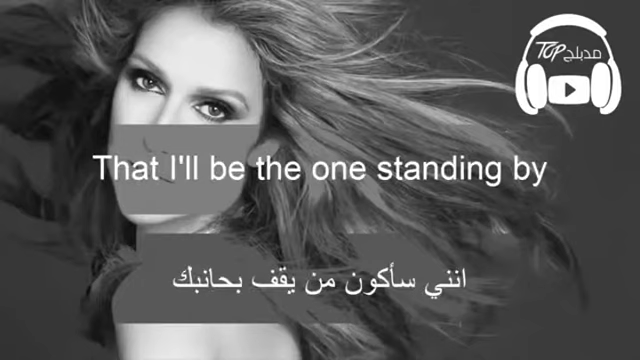 TOP مدبلج
That I'll be the one standing by
انني سأكون من يقف بحانبك